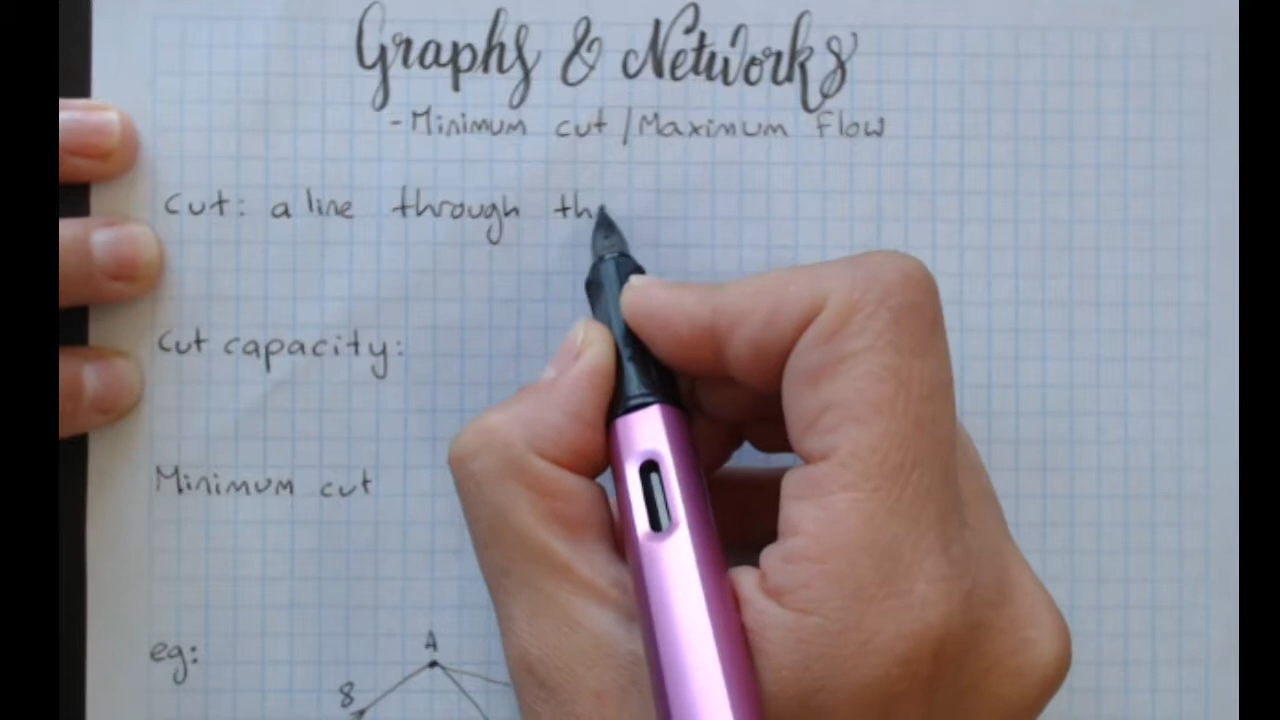 Graphs & Networks
- Minimum cut / Maximum Flow
cut: a line through th
cut capacity:
Minimum cut
eg:
A
8